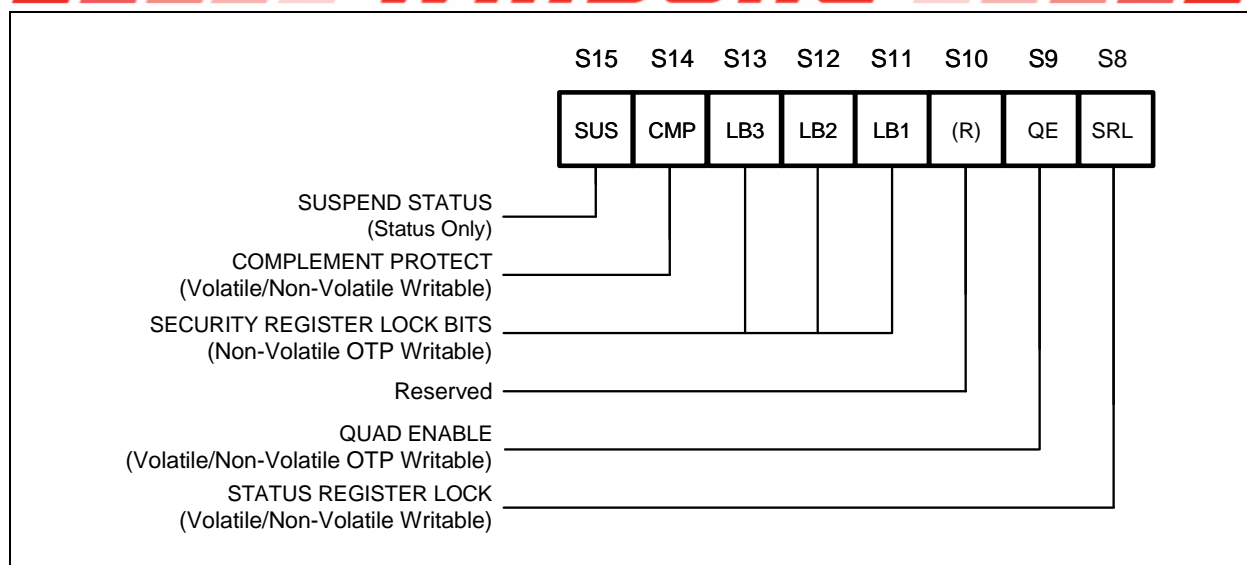 S15 S14 S13 S12 S11 S10 S9 S8
SUS CMP LB3 LB2 LB1 (R) QE SRL
SUSPEND STATUS
(Status Only)
COMPLEMENT PROTECT
(Volatile/Non-Volatile Writable)
SECURITY REGISTER LOCK BITS
(Non-Volatile OTP Writable)
Reserved
QUAD ENABLE
(Volatile/Non-Volatile OTP Writable)
STATUS REGISTER LOCK
(Volatile/Non-Volatile Writable)